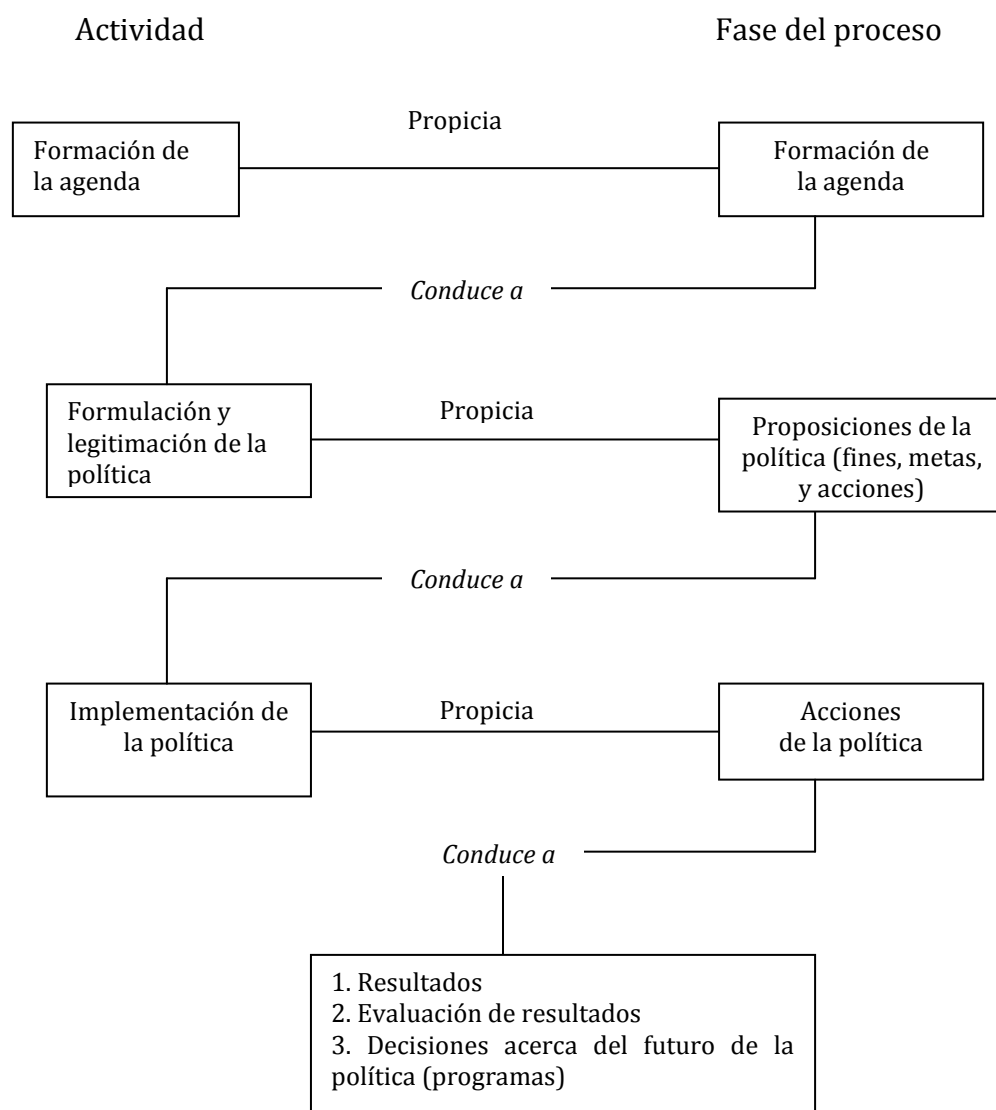 Actividad
Fase del proceso
Propicia
Formación de
la agenda
Formación de
la agenda
Conduce a
Formulación y
legitimación de la
política
Propicia
Proposiciones de la
política (fines, metas,
y acciones)
Conduce a
Implementación de
la política
Propicia
Acciones
de la política
Conduce a
1. Resultados
2. Evaluación de resultados
3. Decisiones acerca del futuro de la
política (programas)